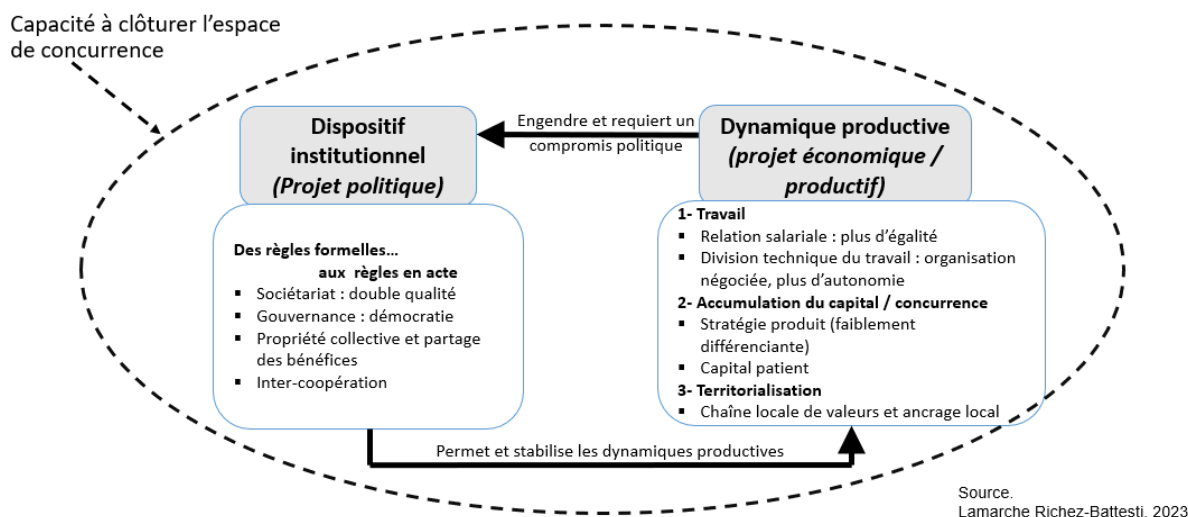 Capacité à clôturer l'espace
de concurrence
Dispositif
institutionnel
(Projet politique)
Engendre et requiert un
compromis politique
Dynamique productive
(projet économique /
productif)
Des règles formelles…
aux règles en acte
▪ Sociétariat : double qualité
▪ Gouvernance : démocratie
▪ Propriété collective et partage
des bénéfices
▪ Inter-coopération
1- Travail
▪ Relation salariale : plus d'égalité
▪ Division technique du travail : organisation
négociée, plus d'autonomie
2- Accumulation du capital / concurrence
▪ Stratégie produit (faiblement
différenciante)
▪ Capital patient
3- Territorialisation
▪ Chaîne locale de valeurs et ancrage local
Permet et stabilise les dynamiques productives
Source.
Lamarche Richez-Battesti, 2023